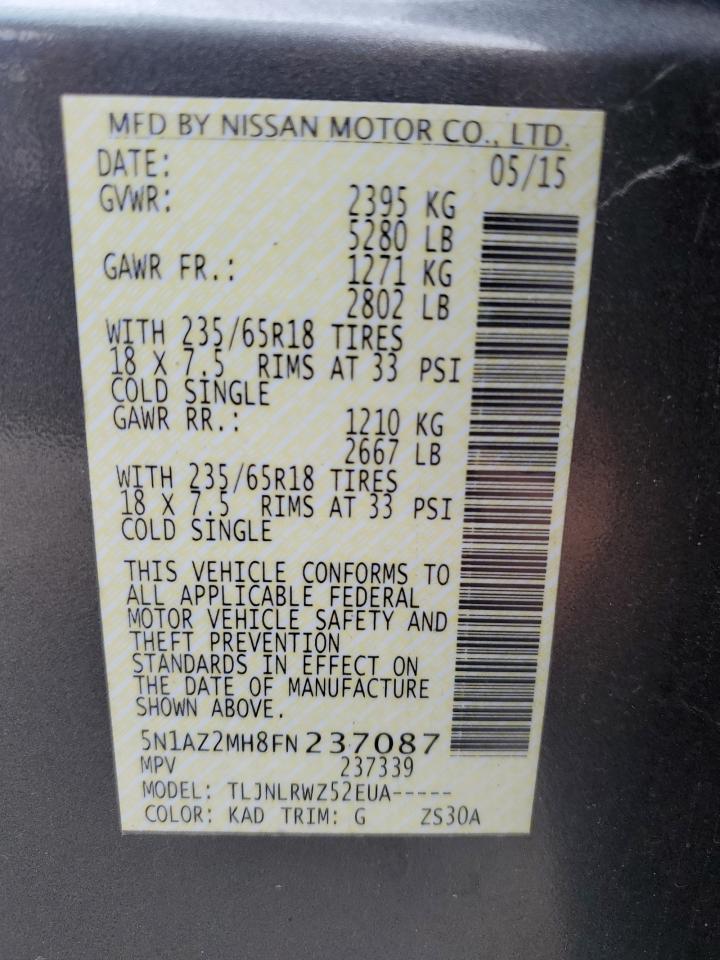 MFD BY NISSAN MOTOR CO., LTD.
DATE: 05/15
GVWR: 2395 KG
5280 LB
GAWR FR.: 1271 KG
2802 LB
WITH 235/65R18 TIRES
18 X 7.5 RIMS AT 33 PSI
COLD SINGLE
GAWR RR.: 1210 KG
2667 LB
WITH 235/65R18 TIRES
18 X 7.5 RIMS AT 33 PSI
COLD SINGLE
THIS VEHICLE CONFORMS TO
ALL APPLICABLE FEDERAL
MOTOR VEHICLE SAFETY AND
THEFT PREVENTION
STANDARDS IN EFFECT ON
THE DATE OF MANUFACTURE
SHOWN ABOVE.
5N1AZ2MH8FN237087
MPV 237339
MODEL: TLJNLRWZ52EUA-----
COLOR: KAD TRIM: G ZS30A